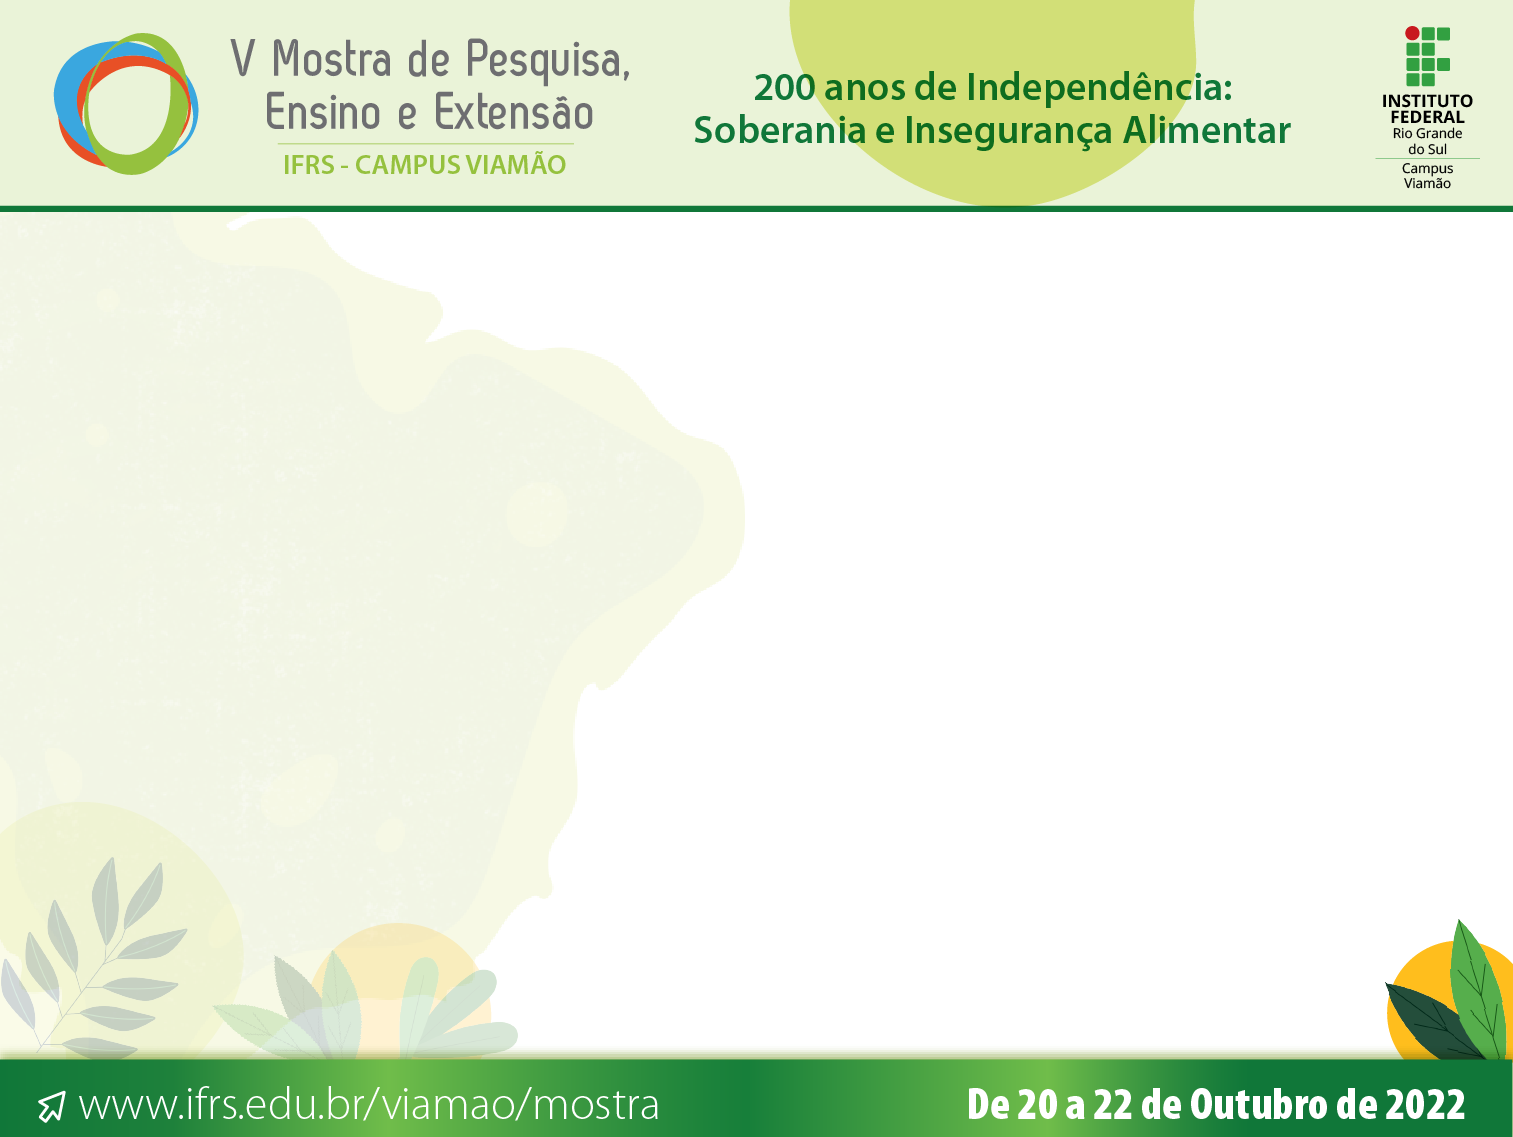 V Mostra de Pesquisa,
Ensino e Extensão
IFRS - CAMPUS VIAMÃO
200 anos de Independência:
Soberania e Insegurança Alimentar
INSTITUTO
FEDERAL
Rio Grande
do Sul
Campus
Viamão
www.ifrs.edu.br/viamao/mostra
De 20 a 22 de Outubro de 2022